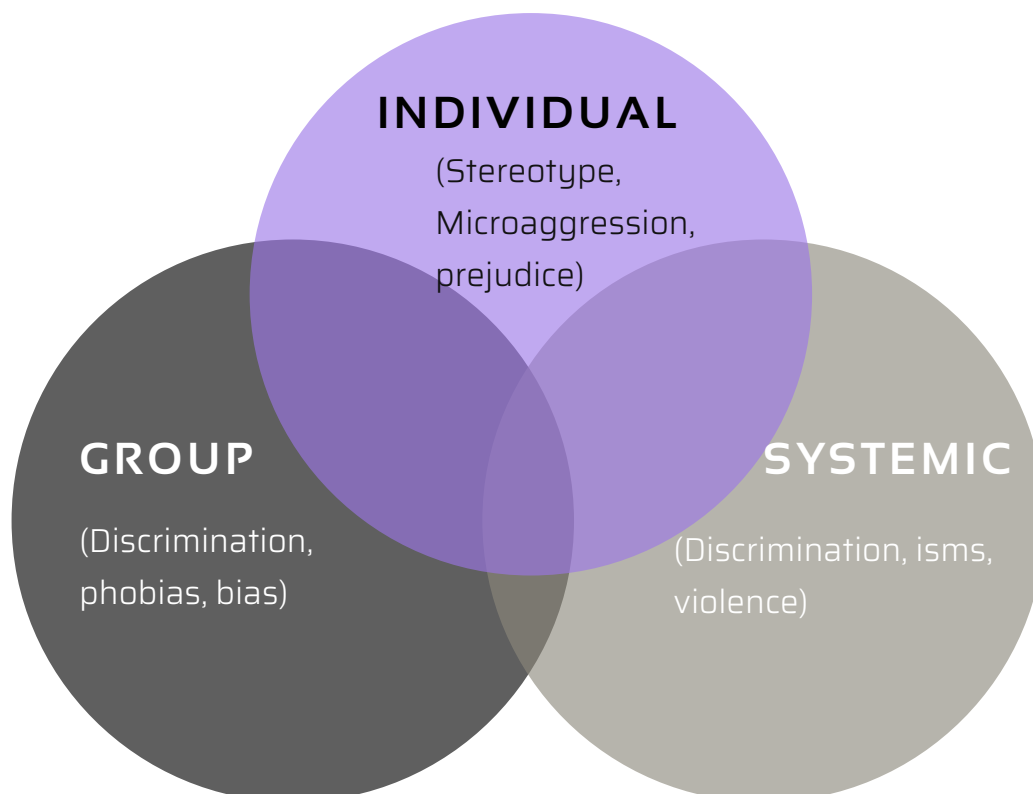 INDIVIDUAL
(Stereotype,
Microaggression,
prejudice)
GROUP
(Discrimination,
phobias, bias)
SYSTEMIC
(Discrimination, isms,
violence)